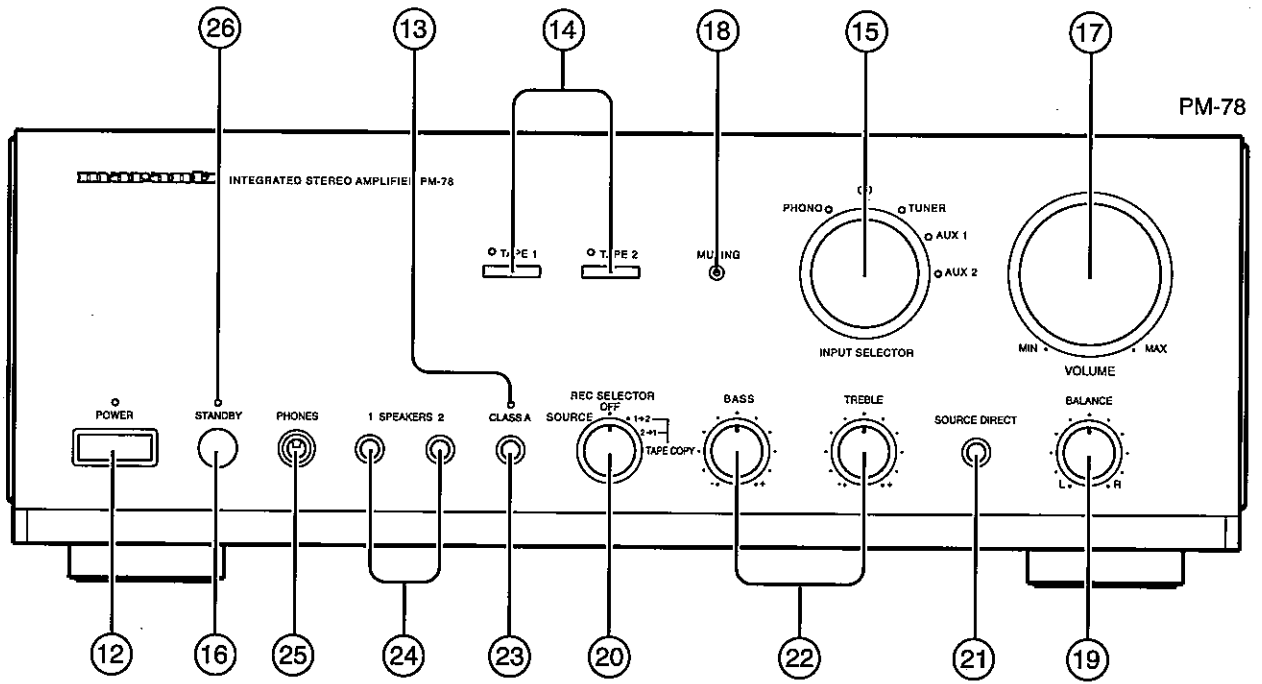 26 13 14 18 15 17
PM-78
marantz INTEGRATED STEREO AMPLIFIER PM-78
PHONO TUNER
AUX 1
TAPE 1 TAPE 2 MUTING
AUX 2
INPUT SELECTOR
MIN MAX
VOLUME
POWER STANDBY PHONES 1 SPEAKERS 2 CLASS A
REC SELECTOR
OFF
SOURCE 1→2
2→1
TAPE COPY
BASS TREBLE
SOURCE DIRECT
BALANCE
- + - +
L R
12 16 25 24 23 20 22 21 19